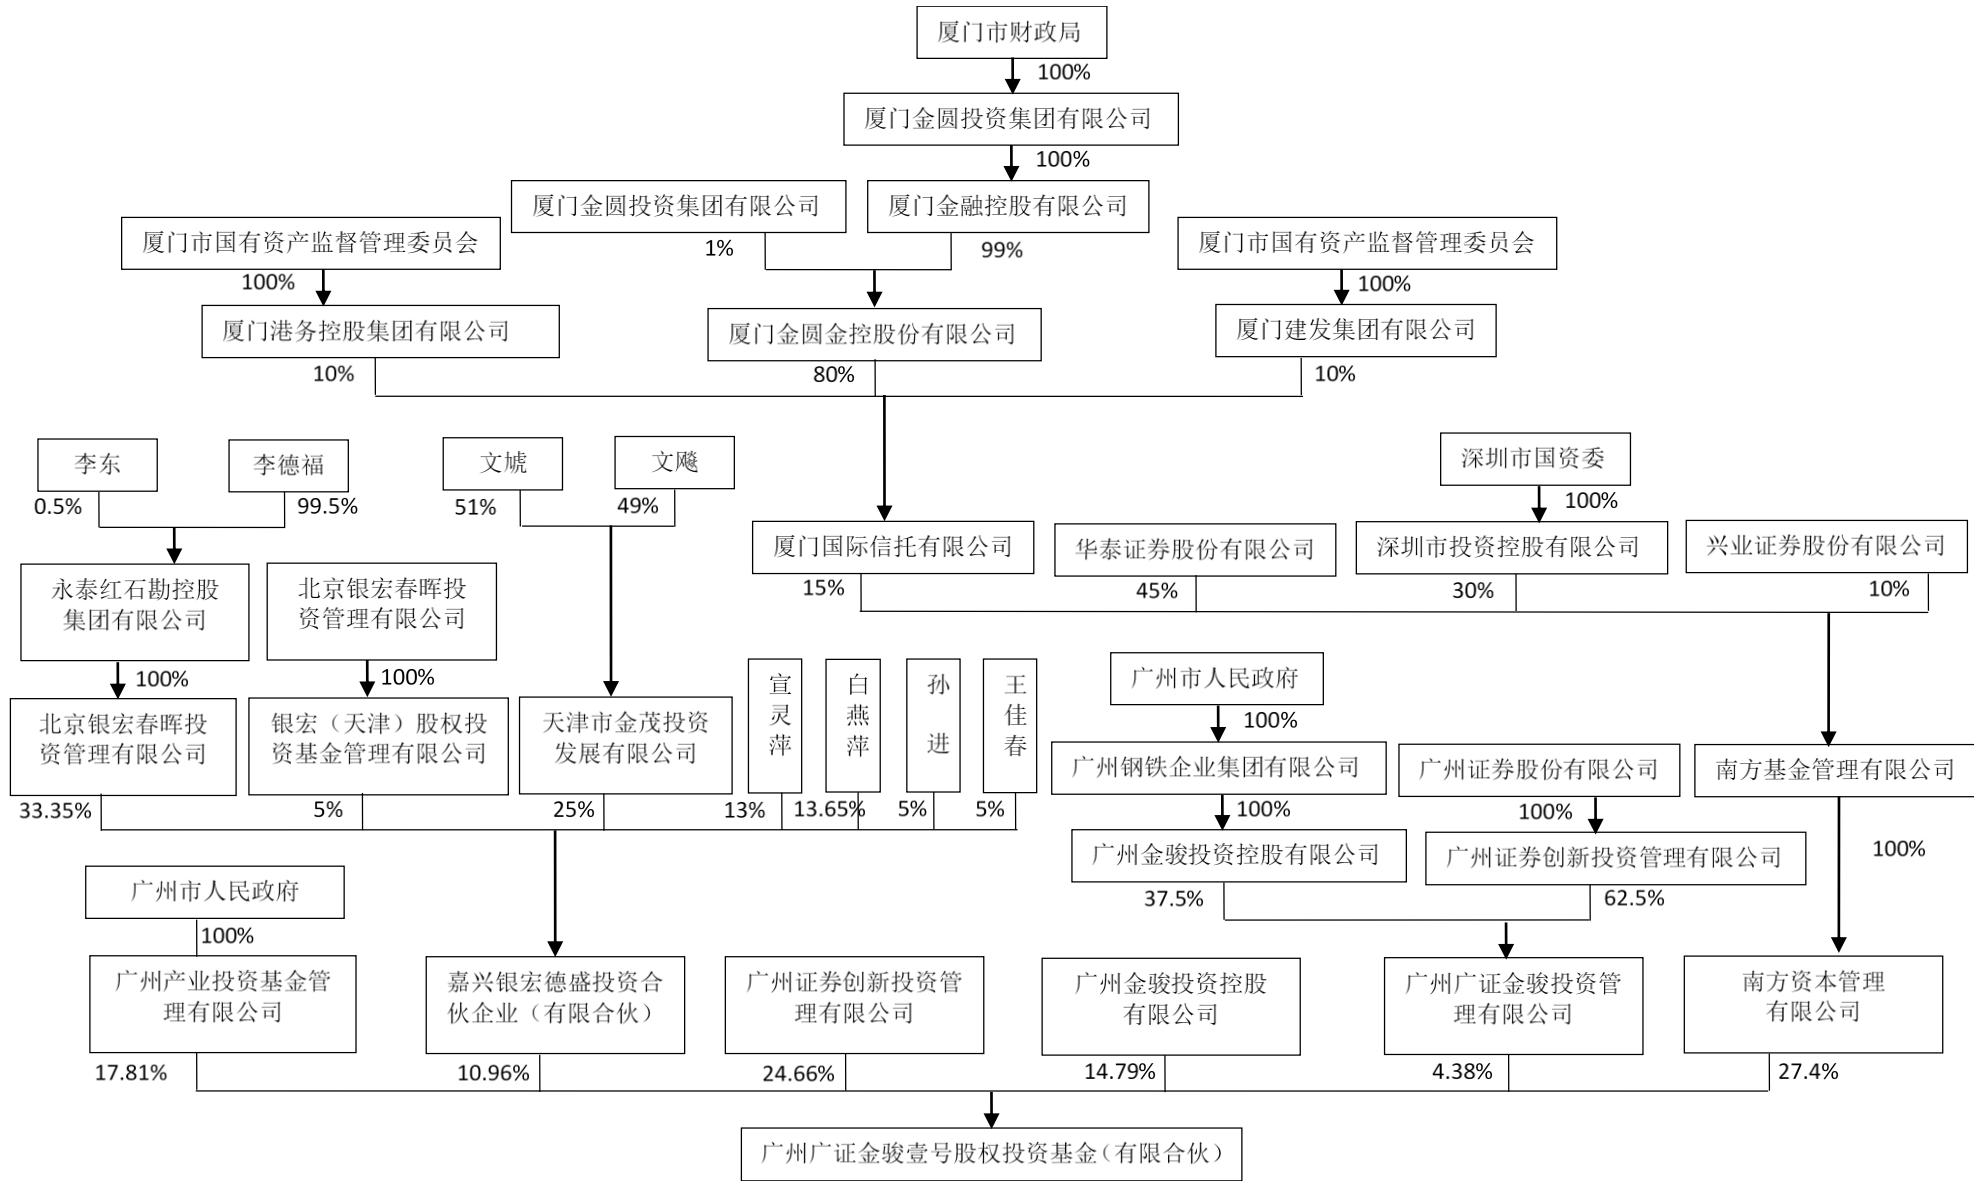 厦门市财政局
100%
厦门金圆投资集团有限公司
100%
厦门金圆投资集团有限公司
厦门金融控股有限公司
厦门市国有资产监督管理委员会
1%
99%
厦门市国有资产监督管理委员会
100%
100%
厦门港务控股集团有限公司
厦门金圆金控股份有限公司
厦门建发集团有限公司
10%
80%
10%
李东
李德福
文虓
文飚
深圳市国资委
0.5%
99.5%
51%
49%
100%
厦门国际信托有限公司
华泰证券股份有限公司
深圳市投资控股有限公司
兴业证券股份有限公司
15%
45%
30%
10%
永泰红石勘控股
集团有限公司
北京银宏春晖投
资管理有限公司
100%
100%
北京银宏春晖投
资管理有限公司
银宏（天津）股权投
资基金管理有限公司
天津市金茂投资
发展有限公司
宣灵萍
白燕萍
孙进
王佳春
广州市人民政府
100%
广州钢铁企业集团有限公司
广州证券股份有限公司
南方基金管理有限公司
33.35%
5%
25%
13%
13.65%
5%
5%
100%
100%
100%
广州金骏投资控股有限公司
广州证券创新投资管理有限公司
37.5%
62.5%
广州市人民政府
100%
广州产业投资基金管
理有限公司
嘉兴银宏德盛投资合
伙企业（有限合伙）
广州证券创新投资管
理有限公司
广州金骏投资控股
有限公司
广州广证金骏投资管
理有限公司
南方资本管理
有限公司
17.81%
10.96%
24.66%
14.79%
4.38%
27.4%
广州广证金骏壹号股权投资基金（有限合伙）